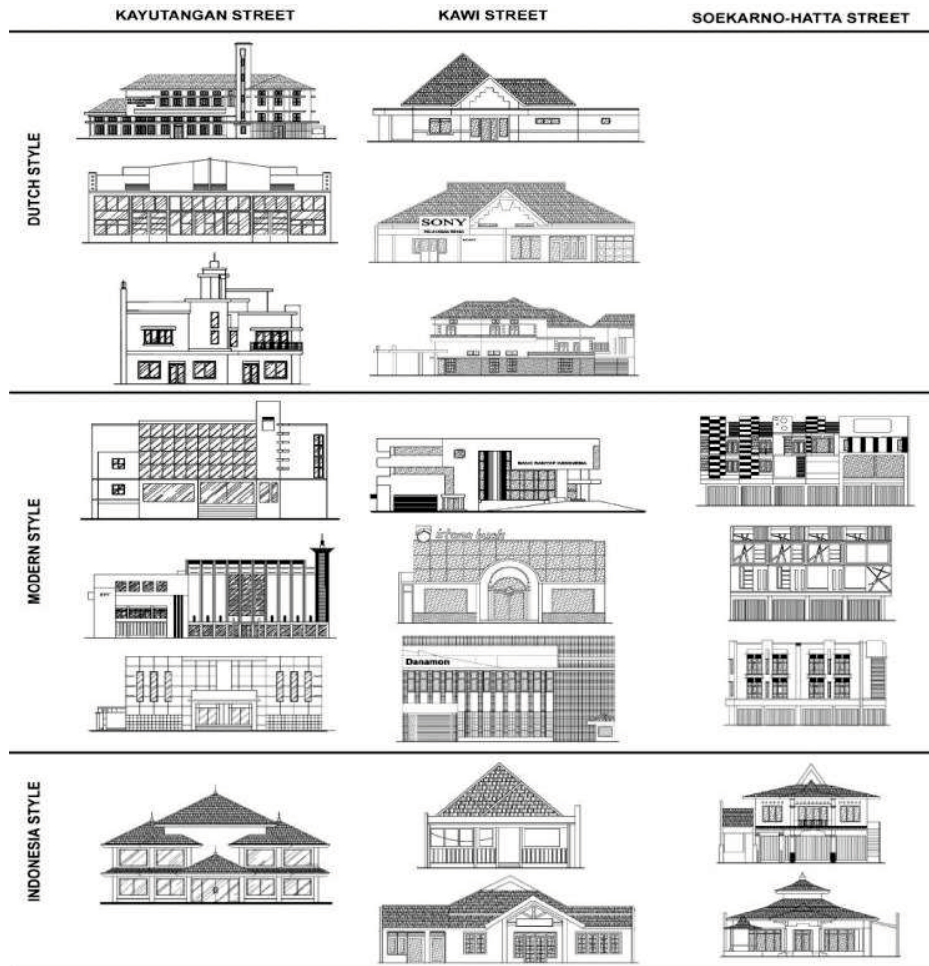 KAYUTANGAN STREET KAWI STREET SOEKARNO-HATTA STREET
DUTCH STYLE
SONY
MODERN STYLE
Danamon
INDONESIA STYLE